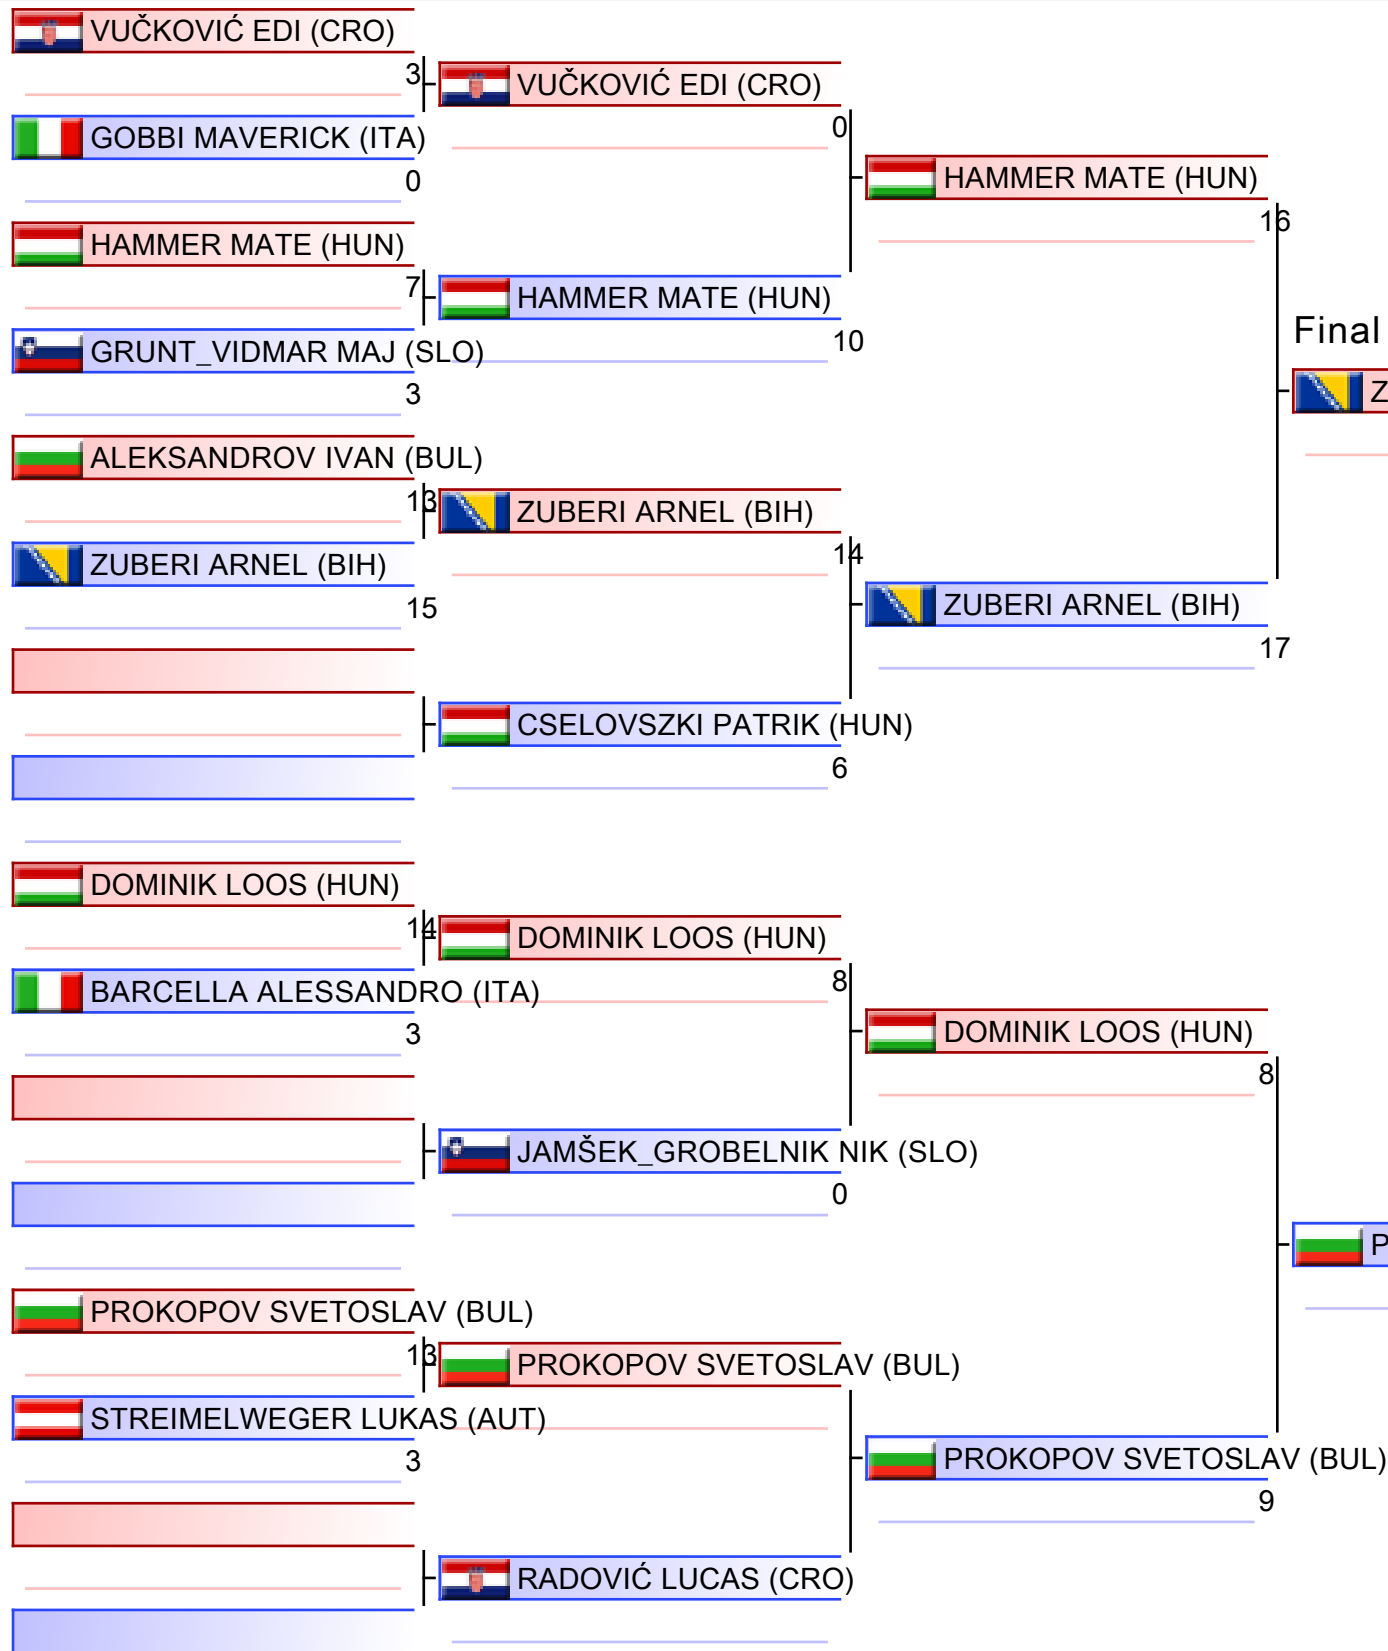 VUČKOVIĆ EDI (CRO)
3
GOBBI MAVERICK (ITA)
0
HAMMER MATE (HUN)
7
GRUNT_VIDMAR MAJ (SLO)
3
ALEKSANDROV IVAN (BUL)
13
ZUBERI ARNEL (BIH)
15
DOMINIK LOOS (HUN)
14
BARCELLA ALESSANDRO (ITA)
3
PROKOPOV SVETOSLAV (BUL)
13
STREIMELWEGER LUKAS (AUT)
3
VUČKOVIĆ EDI (CRO)
0
HAMMER MATE (HUN)
10
ZUBERI ARNEL (BIH)
14
CSELOVSZKI PATRIK (HUN)
6
DOMINIK LOOS (HUN)
8
JAMŠEK_GROBELNIK NIK (SLO)
0
PROKOPOV SVETOSLAV (BUL)
RADOVIĆ LUCAS (CRO)
HAMMER MATE (HUN)
16
ZUBERI ARNEL (BIH)
17
DOMINIK LOOS (HUN)
8
PROKOPOV SVETOSLAV (BUL)
9
Final
Z
P